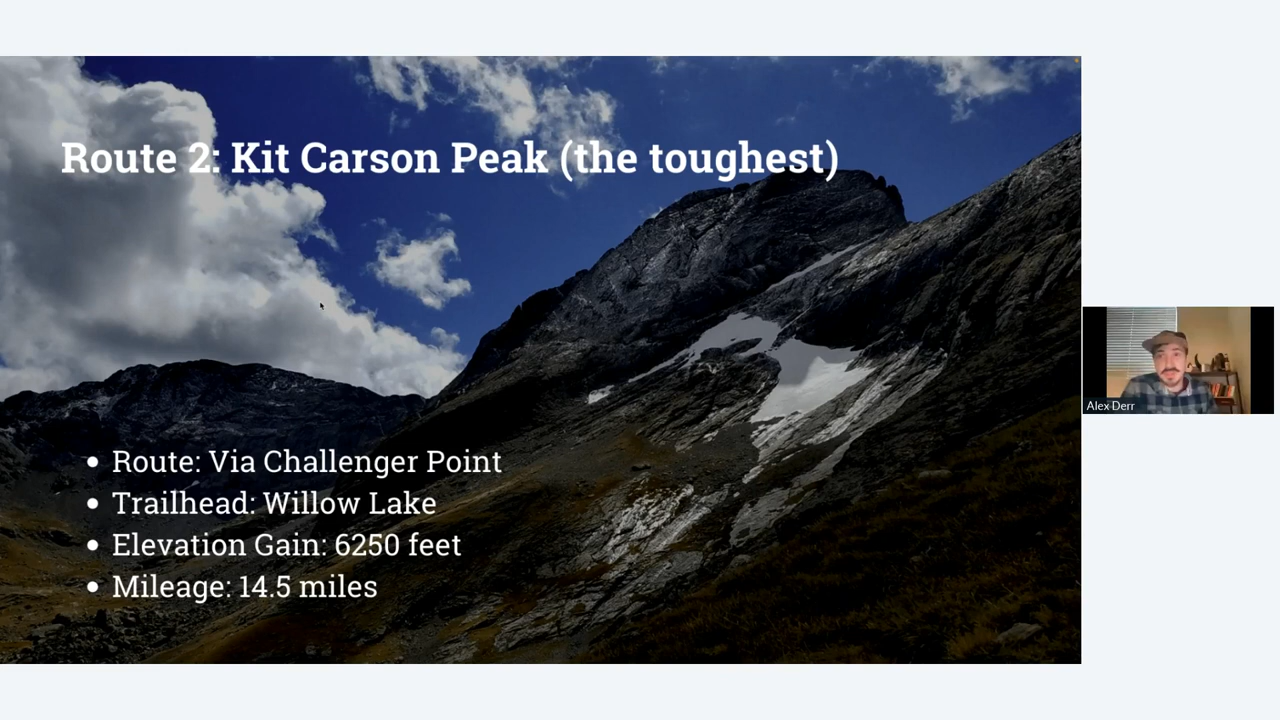 Route 2: Kit Carson Peak (the toughest)
• Route: Via Challenger Point
• Trailhead: Willow Lake
• Elevation Gain: 6250 feet
• Mileage: 14.5 miles
Alex Derr